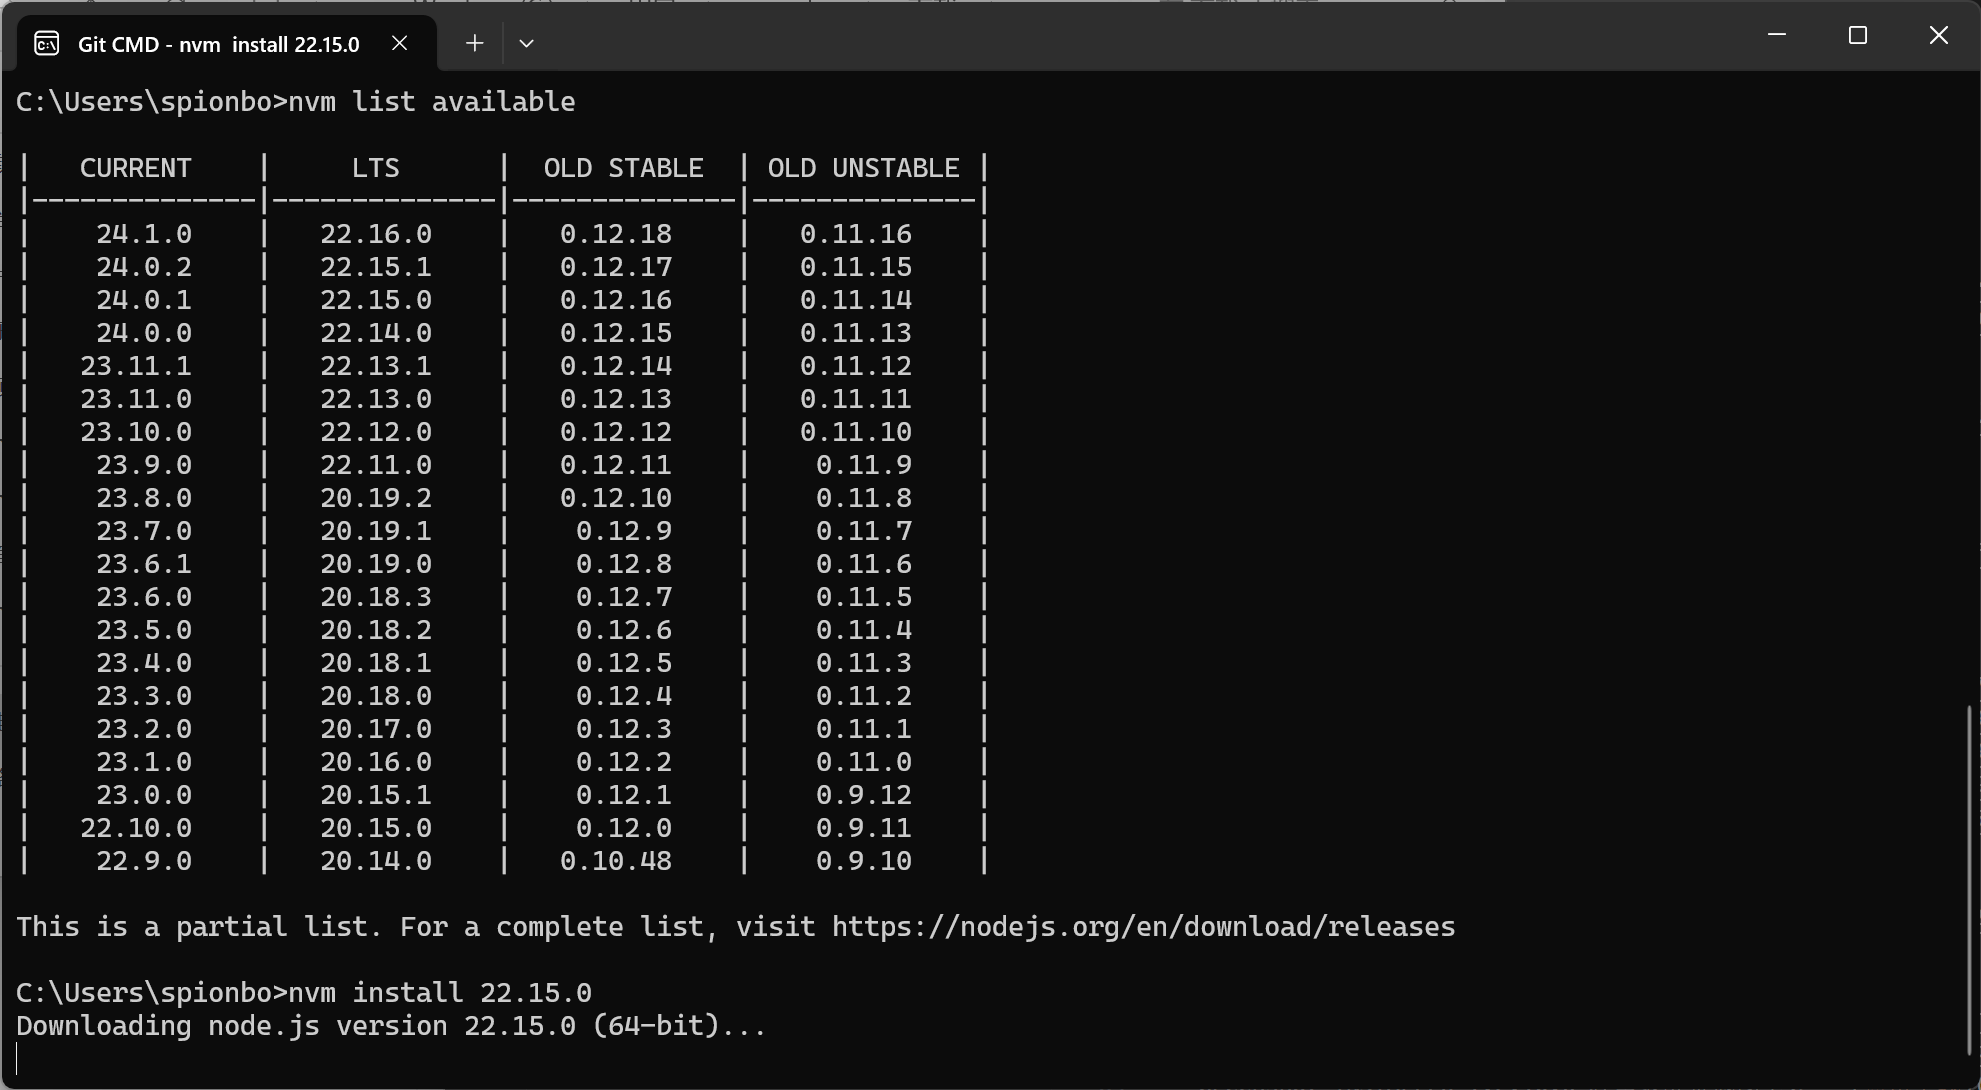 Git CMD - nvm  install 22.15.0
C:\Users\spionbo>nvm list available
|   CURRENT    |     LTS      |  OLD STABLE  | OLD UNSTABLE |
|--------------|--------------|--------------|--------------|
|    24.1.0    |   22.16.0    |   0.12.18    |   0.11.16    |
|    24.0.2    |   22.15.1    |   0.12.17    |   0.11.15    |
|    24.0.1    |   22.15.0    |   0.12.16    |   0.11.14    |
|    24.0.0    |   22.14.0    |   0.12.15    |   0.11.13    |
|   23.11.1    |   22.13.1    |   0.12.14    |   0.11.12    |
|   23.11.0    |   22.13.0    |   0.12.13    |   0.11.11    |
|   23.10.0    |   22.12.0    |   0.12.12    |   0.11.10    |
|    23.9.0    |   22.11.0    |   0.12.11    |    0.11.9    |
|    23.8.0    |   20.19.2    |   0.12.10    |    0.11.8    |
|    23.7.0    |   20.19.1    |    0.12.9    |    0.11.7    |
|    23.6.1    |   20.19.0    |    0.12.8    |    0.11.6    |
|    23.6.0    |   20.18.3    |    0.12.7    |    0.11.5    |
|    23.5.0    |   20.18.2    |    0.12.6    |    0.11.4    |
|    23.4.0    |   20.18.1    |    0.12.5    |    0.11.3    |
|    23.3.0    |   20.18.0    |    0.12.4    |    0.11.2    |
|    23.2.0    |   20.17.0    |    0.12.3    |    0.11.1    |
|    23.1.0    |   20.16.0    |    0.12.2    |    0.11.0    |
|    23.0.0    |   20.15.1    |    0.12.1    |    0.9.12    |
|   22.10.0    |   20.15.0    |    0.12.0    |    0.9.11    |
|    22.9.0    |   20.14.0    |   0.10.48    |    0.9.10    |
This is a partial list. For a complete list, visit https://nodejs.org/en/download/releases
C:\Users\spionbo>nvm install 22.15.0
Downloading node.js version 22.15.0 (64-bit)...